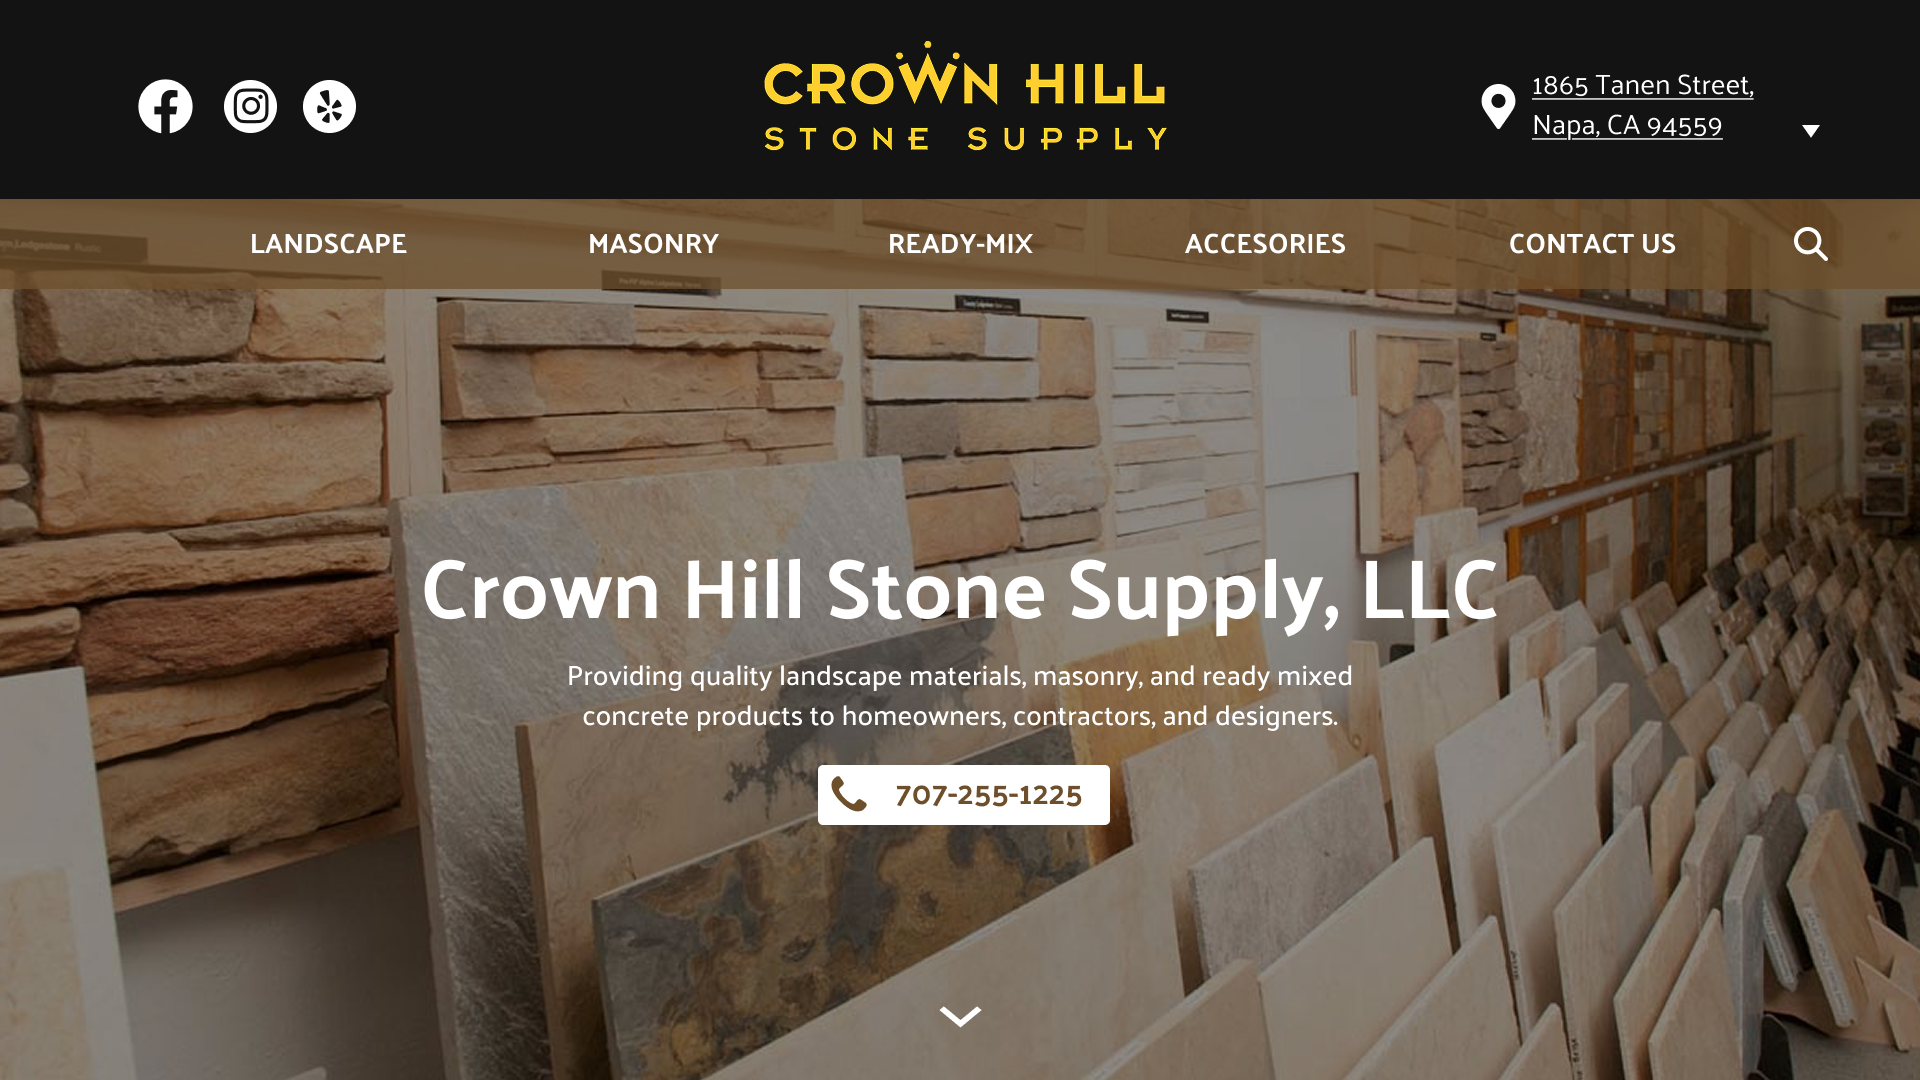 CROWN HILL
STONE SUPPLY
1865 Tanen Street,
Napa, CA 94559
LANDSCAPE
MASONRY
READY-MIX
ACCESORIES
CONTACT US
Crown Hill Stone Supply, LLC
Providing quality landscape materials, masonry, and ready mixed
concrete products to homeowners, contractors, and designers.
707-255-1225